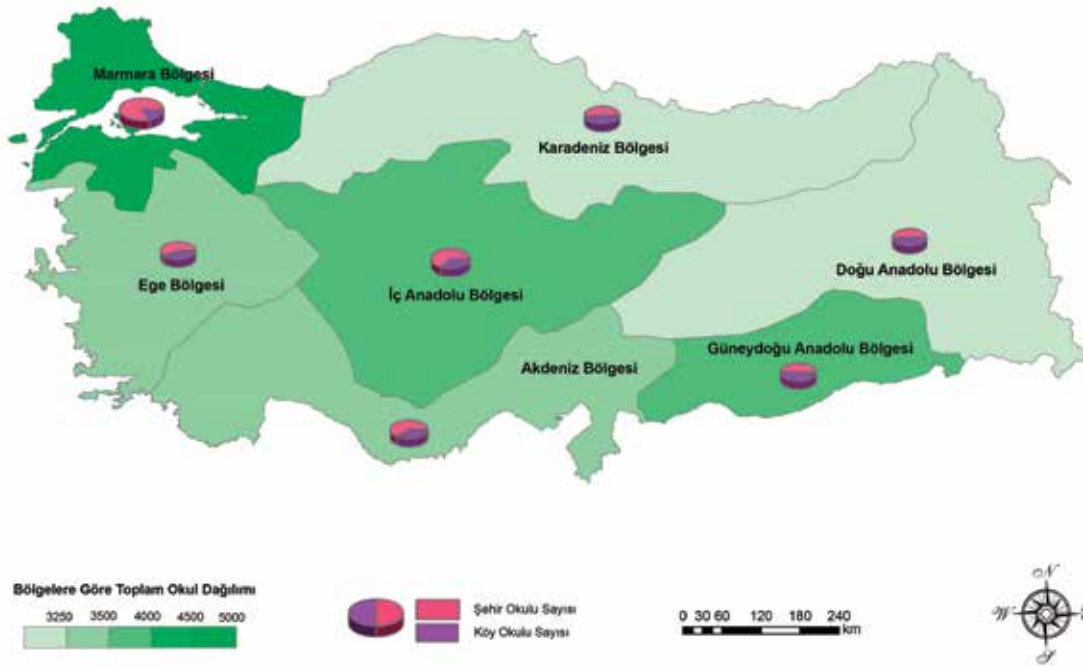 Marmara Bölgesi
Karadeniz Bölgesi
Doğu Anadolu Bölgesi
Ege Bölgesi
İç Anadolu Bölgesi
Güneydoğu Anadolu Bölgesi
Akdeniz Bölgesi
Bölgelere Göre Toplam Okul Dağılımı
3250 3500 4000 4500 5000
Şehir Okulu Sayısı
Köy Okulu Sayısı
0 30 60 120 180 240
km
N
W
S